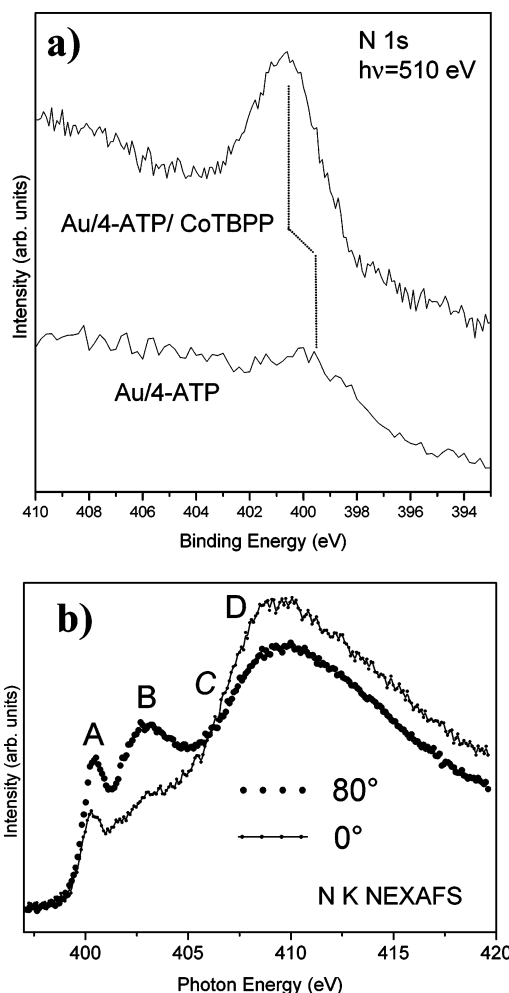 a)
N 1s
hν=510 eV
Au/4-ATP/ CoTBPP
Au/4-ATP
Intensity (arb. units)
410 408 406 404 402 400 398 396 394
Binding Energy (eV)
b)
A
B
C
D
80°
0°
N K NEXAFS
Intensity (arb. units)
400 405 410 415 420
Photon Energy (eV)